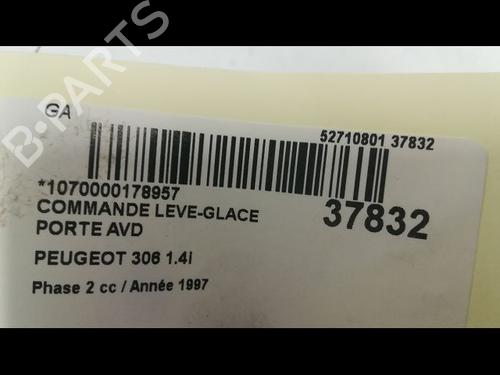 GA
52710801 37832
*1070000178957
COMMANDE LEVE-GLACE
37832
PORTE AVD
PEUGEOT 306 1.4i
Phase 2 cc / Année 1997
B-PARTS